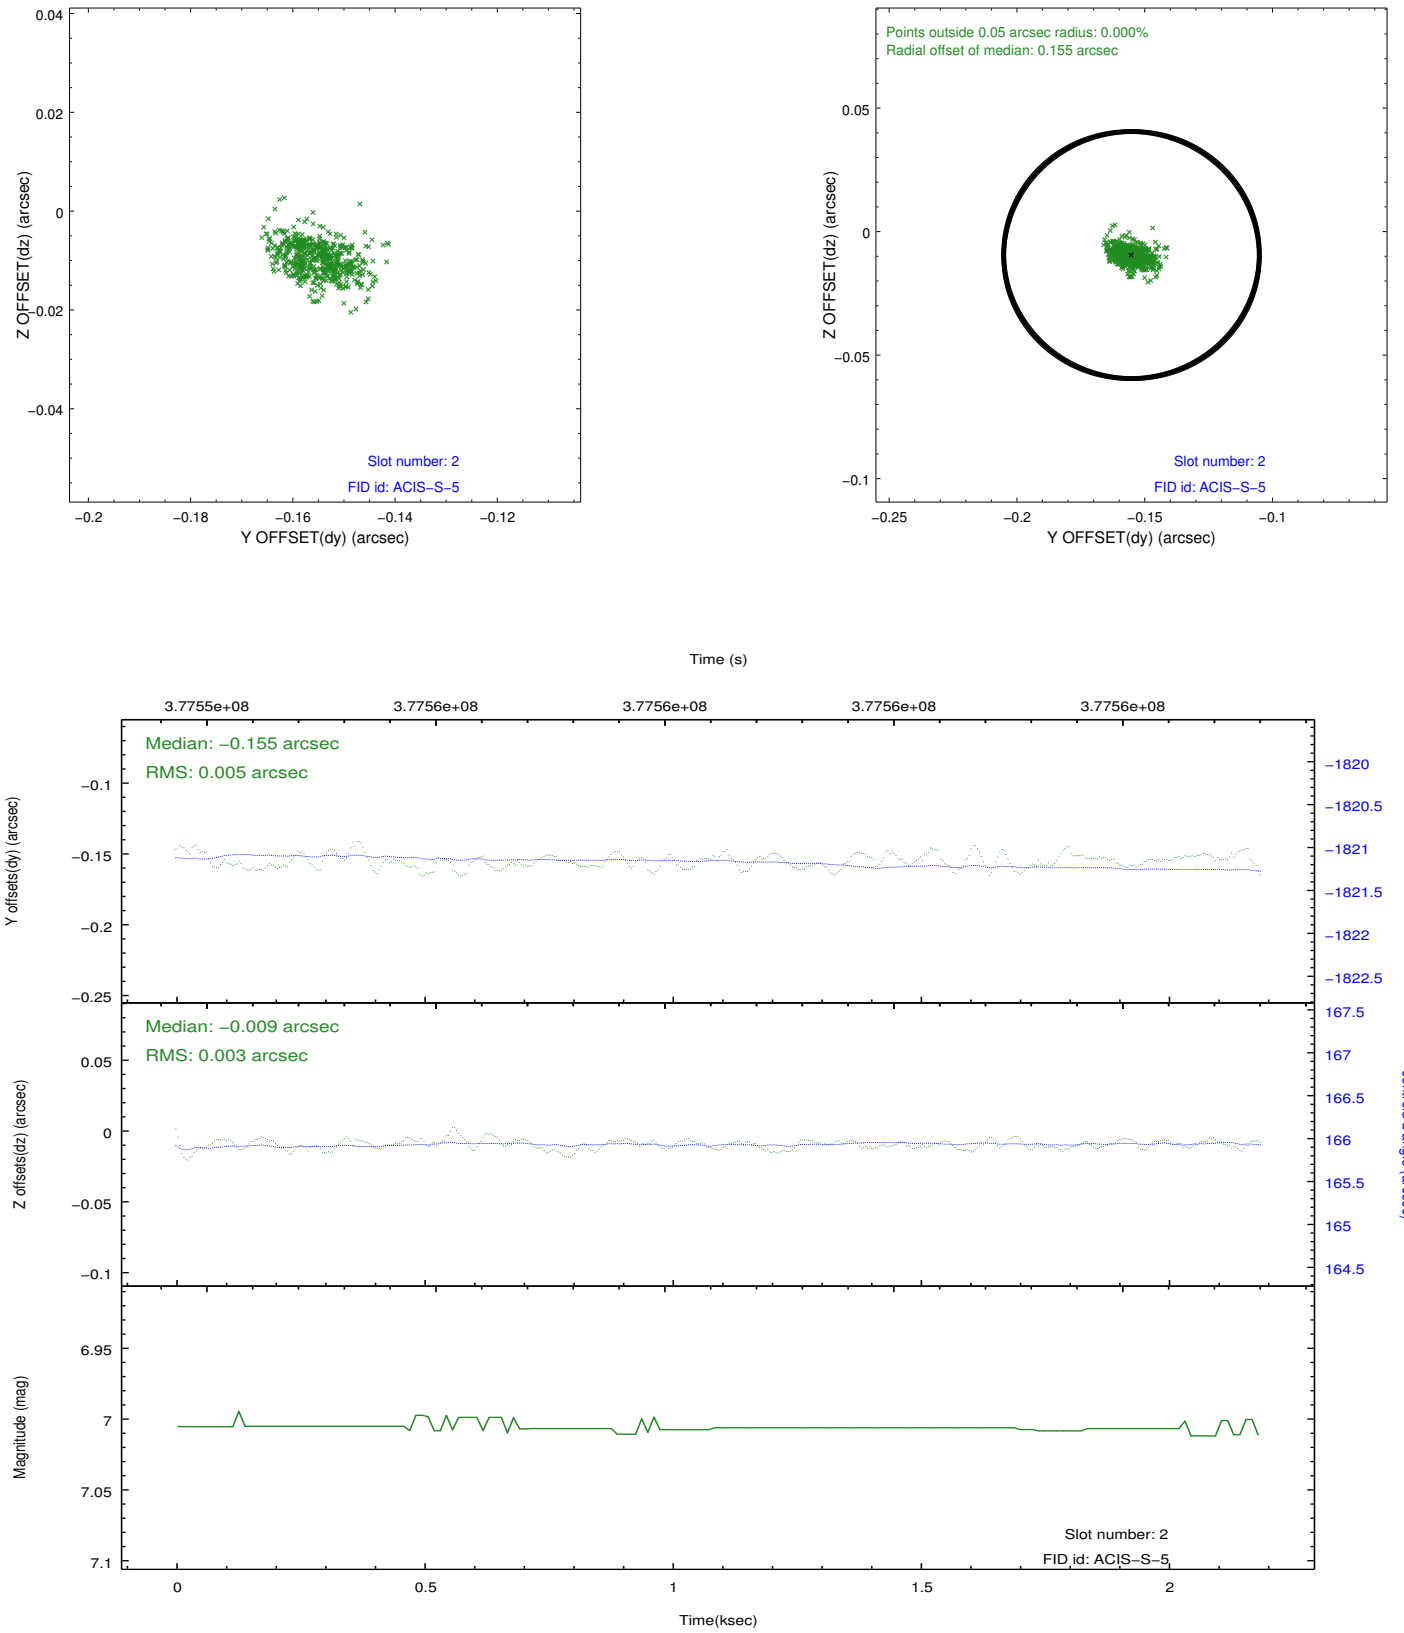 0.04
0.02
0
−0.02
−0.04
Z OFFSET(dz) (arcsec)
Slot number: 2
FID id: ACIS−S−5
−0.2
−0.18
−0.16
−0.14
−0.12
Y OFFSET(dy) (arcsec)
Points outside 0.05 arcsec radius: 0.000%
Radial offset of median: 0.155 arcsec
0.05
0
−0.05
−0.1
Z OFFSET(dz) (arcsec)
Slot number: 2
FID id: ACIS−S−5
−0.25
−0.2
−0.15
−0.1
Y OFFSET(dy) (arcsec)
Time (s)
3.7755e+08
3.7756e+08
3.7756e+08
3.7756e+08
3.7756e+08
Median: −0.155 arcsec
RMS: 0.005 arcsec
−0.1
−0.15
−0.2
−0.25
Y offsets(dy) (arcsec)
−1820
−1820.5
−1821
−1821.5
−1822
−1822.5
Median: −0.009 arcsec
RMS: 0.003 arcsec
0.05
0
−0.05
−0.1
Z offsets(dz) (arcsec)
167.5
167
166.5
166
165.5
165
164.5
6.95
7
7.05
7.1
Magnitude (mag)
Slot number: 2
FID id: ACIS−S−5
0
0.5
1
1.5
2
Time(ksec)